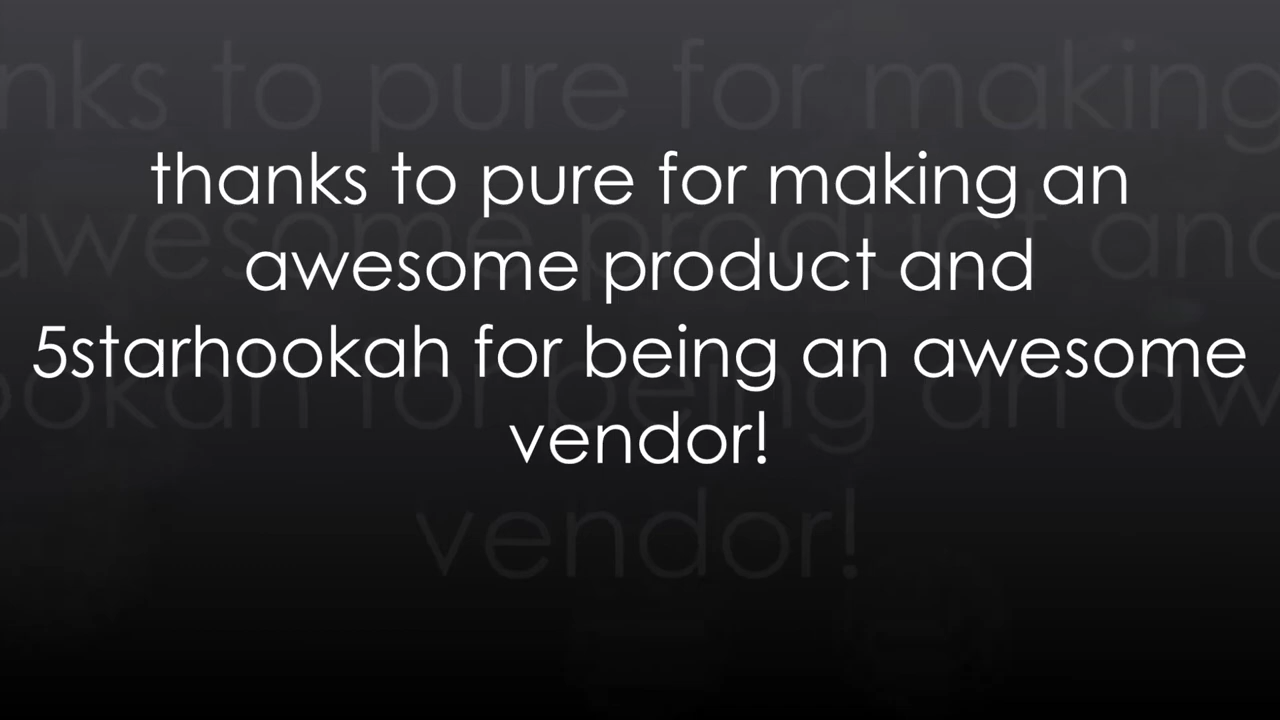 thanks to pure for making an
awesome product and
5starhookah for being an awesome
vendor!